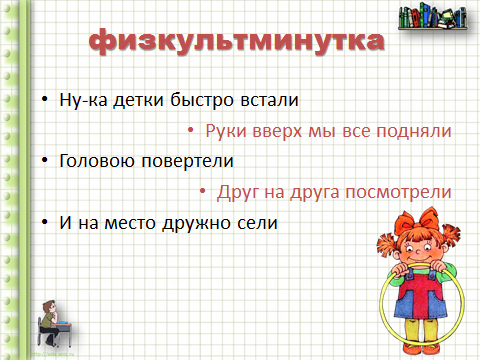 физкультминутка
• Ну-ка детки быстро встали
• Руки вверх мы все подняли
• Головою повертели
• Друг на друга посмотрели
• И на место дружно сели